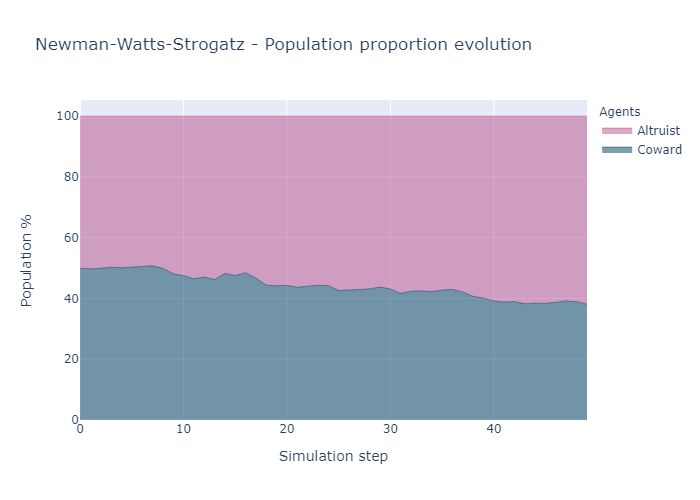 Newman-Watts-Strogatz - Population proportion evolution
Agents
Altruist
Coward
Population %
100
80
60
40
20
0
0 10 20 30 40
Simulation step